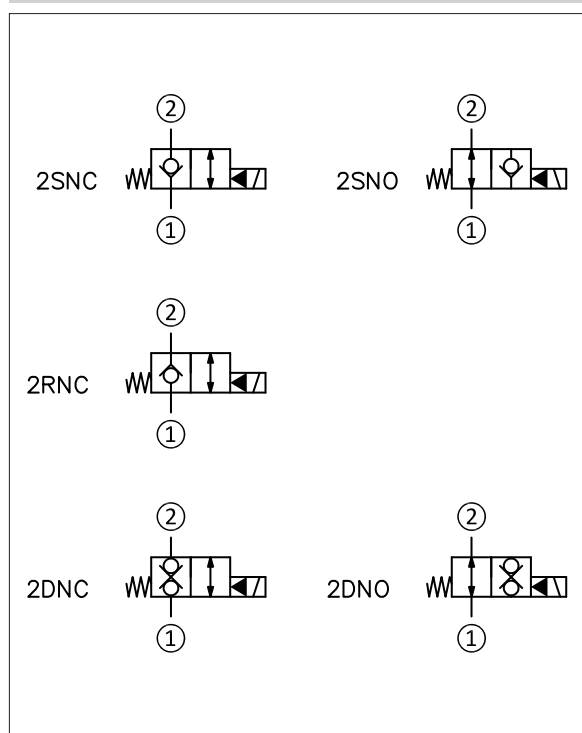 ② ②
2SNC 2SNO
① ①
②
2RNC
①
② ②
2DNC 2DNO
① ①